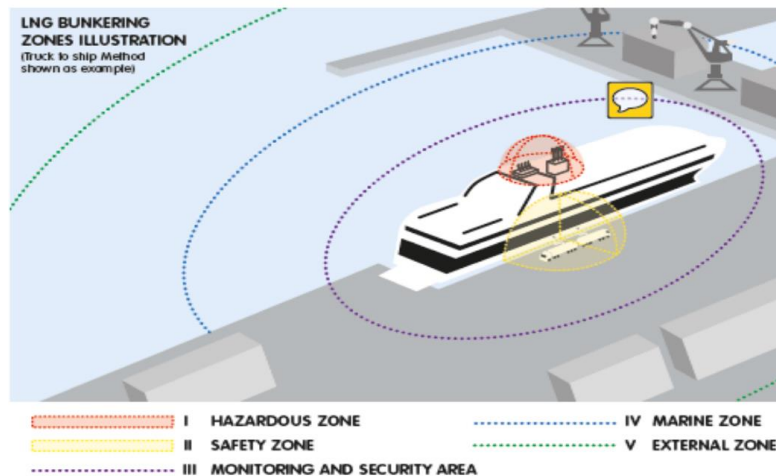 LNG BUNKERING
ZONES ILLUSTRATION
(Truck to ship Method
shown as example)
I HAZARDOUS ZONE
II SAFETY ZONE
III MONITORING AND SECURITY AREA
IV MARINE ZONE
V EXTERNAL ZONE